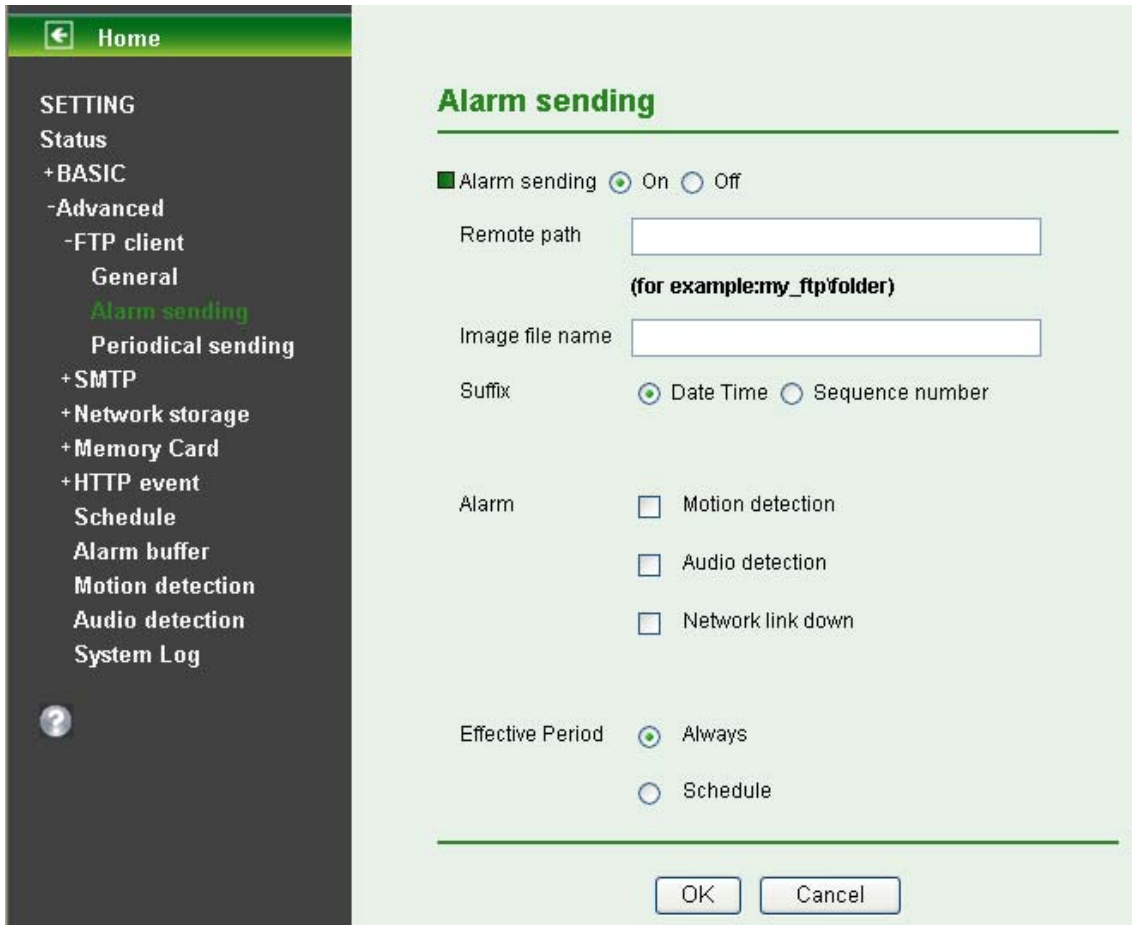 Home
SETTING
Status
+BASIC
-Advanced
-FTP client
General
Alarm sending
Periodical sending
+SMTP
+Network storage
+Memory Card
+HTTP event
Schedule
Alarm buffer
Motion detection
Audio detection
System Log
?
Alarm sending
Alarm sending On Off
Remote path
(for example:my_ftp\folder)
Image file name
Suffix Date Time Sequence number
Alarm Motion detection
Audio detection
Network link down
Effective Period Always
Schedule
OK Cancel